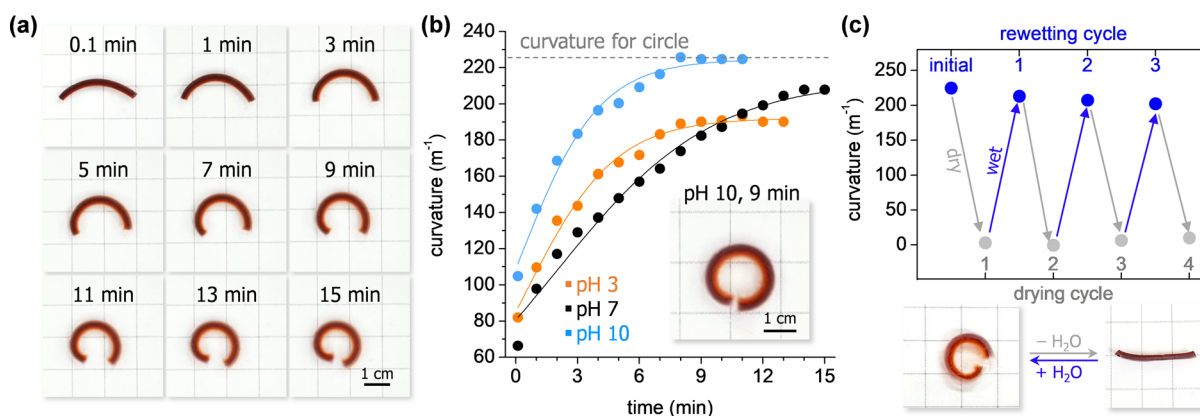 (a)
0.1 min
1 min
3 min
5 min
7 min
9 min
11 min
13 min
15 min
1 cm
(b)
curvature for circle
220
200
180
160
140
120
100
80
60
curvature (m⁻¹)
pH 3
pH 7
pH 10
pH 10, 9 min
1 cm
0
3
6
9
12
15
time (min)
(c)
rewetting cycle
initial
1
2
3
250
200
150
100
50
0
curvature (m⁻¹)
dry
wet
1
2
3
4
drying cycle
− H₂O
+ H₂O